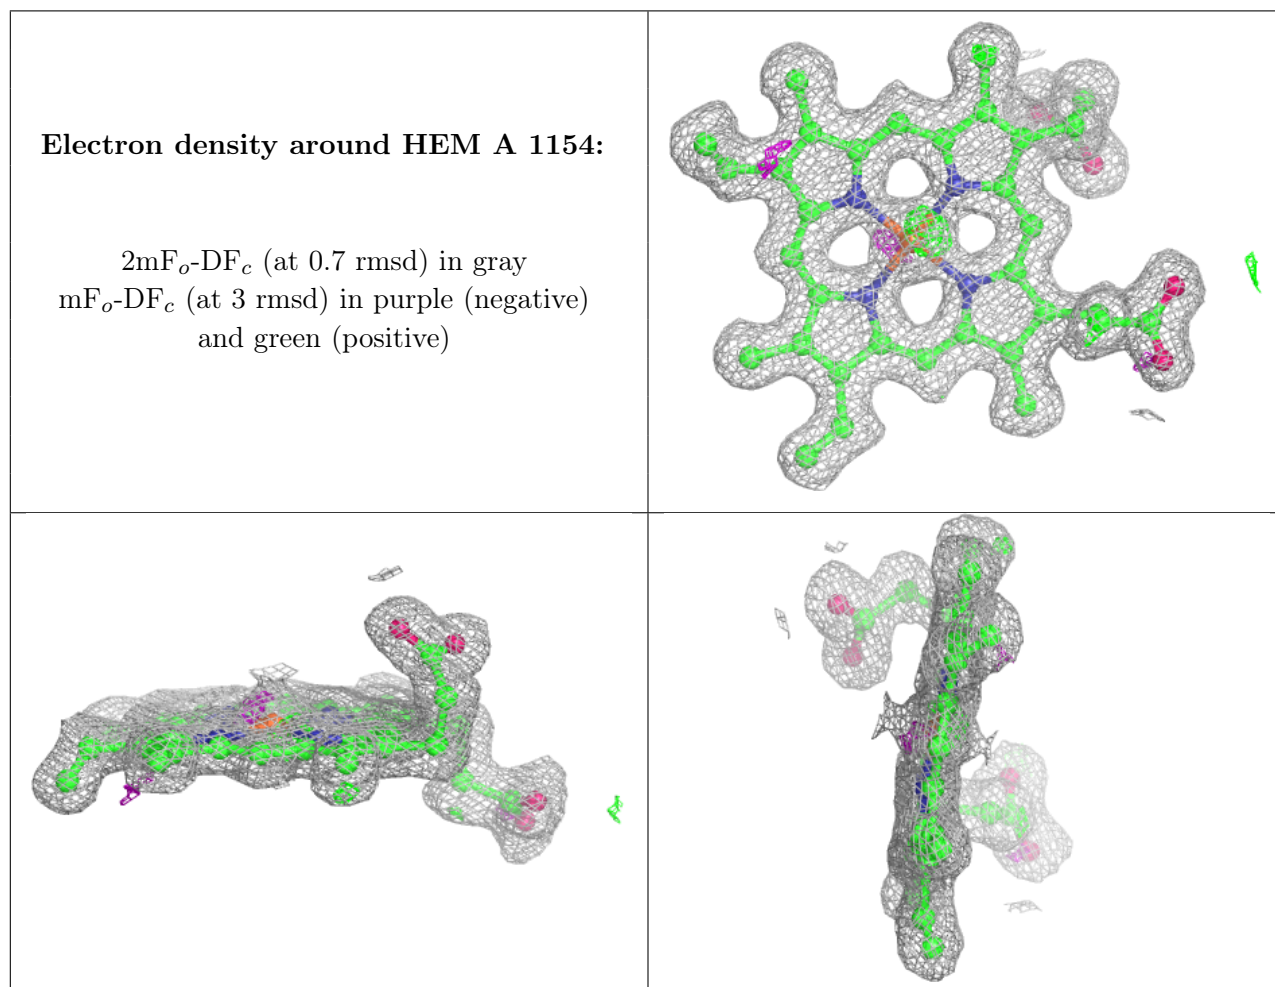 Electron density around HEM A 1154:
2mFo-DFc (at 0.7 rmsd) in gray
mFo-DFc (at 3 rmsd) in purple (negative)
and green (positive)